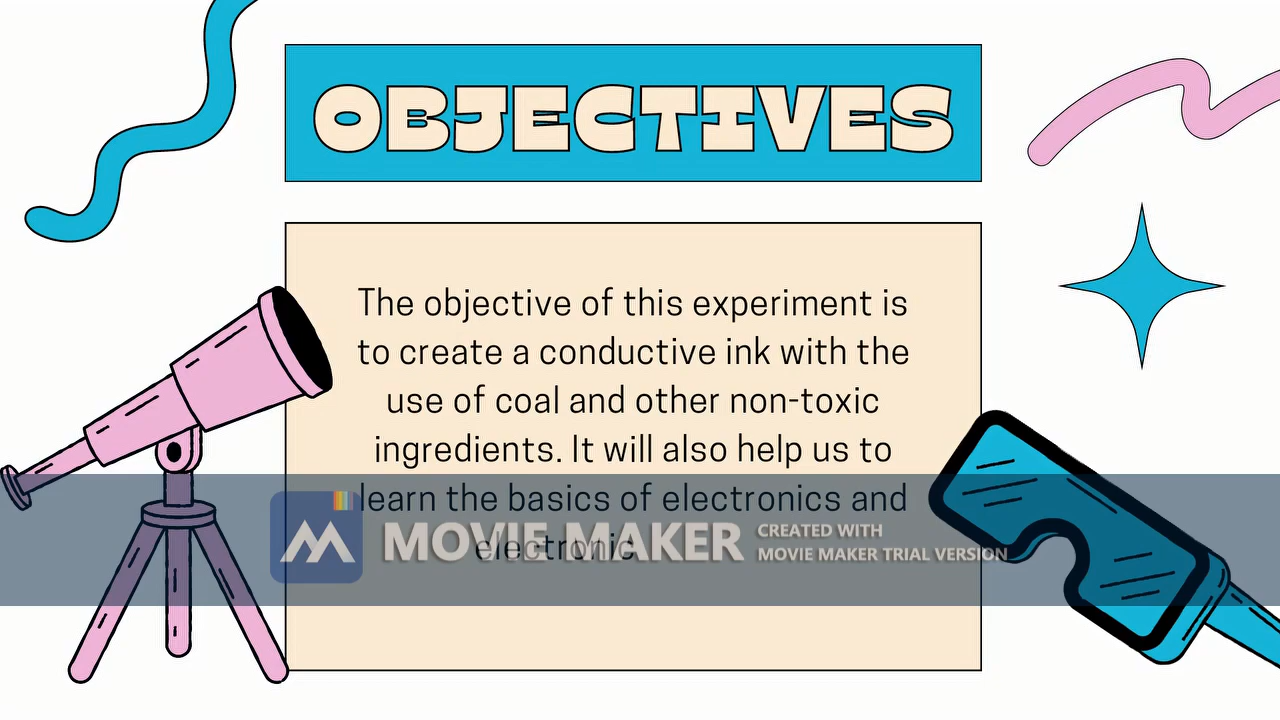 OBJECTIVES
The objective of this experiment is
to create a conductive ink with the
use of coal and other non-toxic
ingredients. It will also help us to
learn the basics of electronics and
electronic
MOVIE MAKER
CREATED WITH
MOVIE MAKER TRIAL VERSION